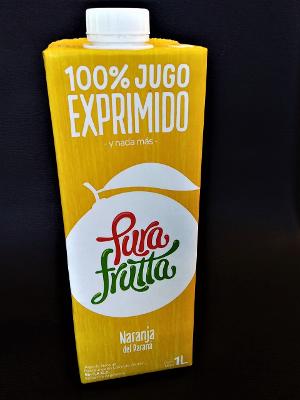 100% JUGO
EXPRIMIDO
- y nada más -
Pura
frutta
Naranja
del Paraná
1L